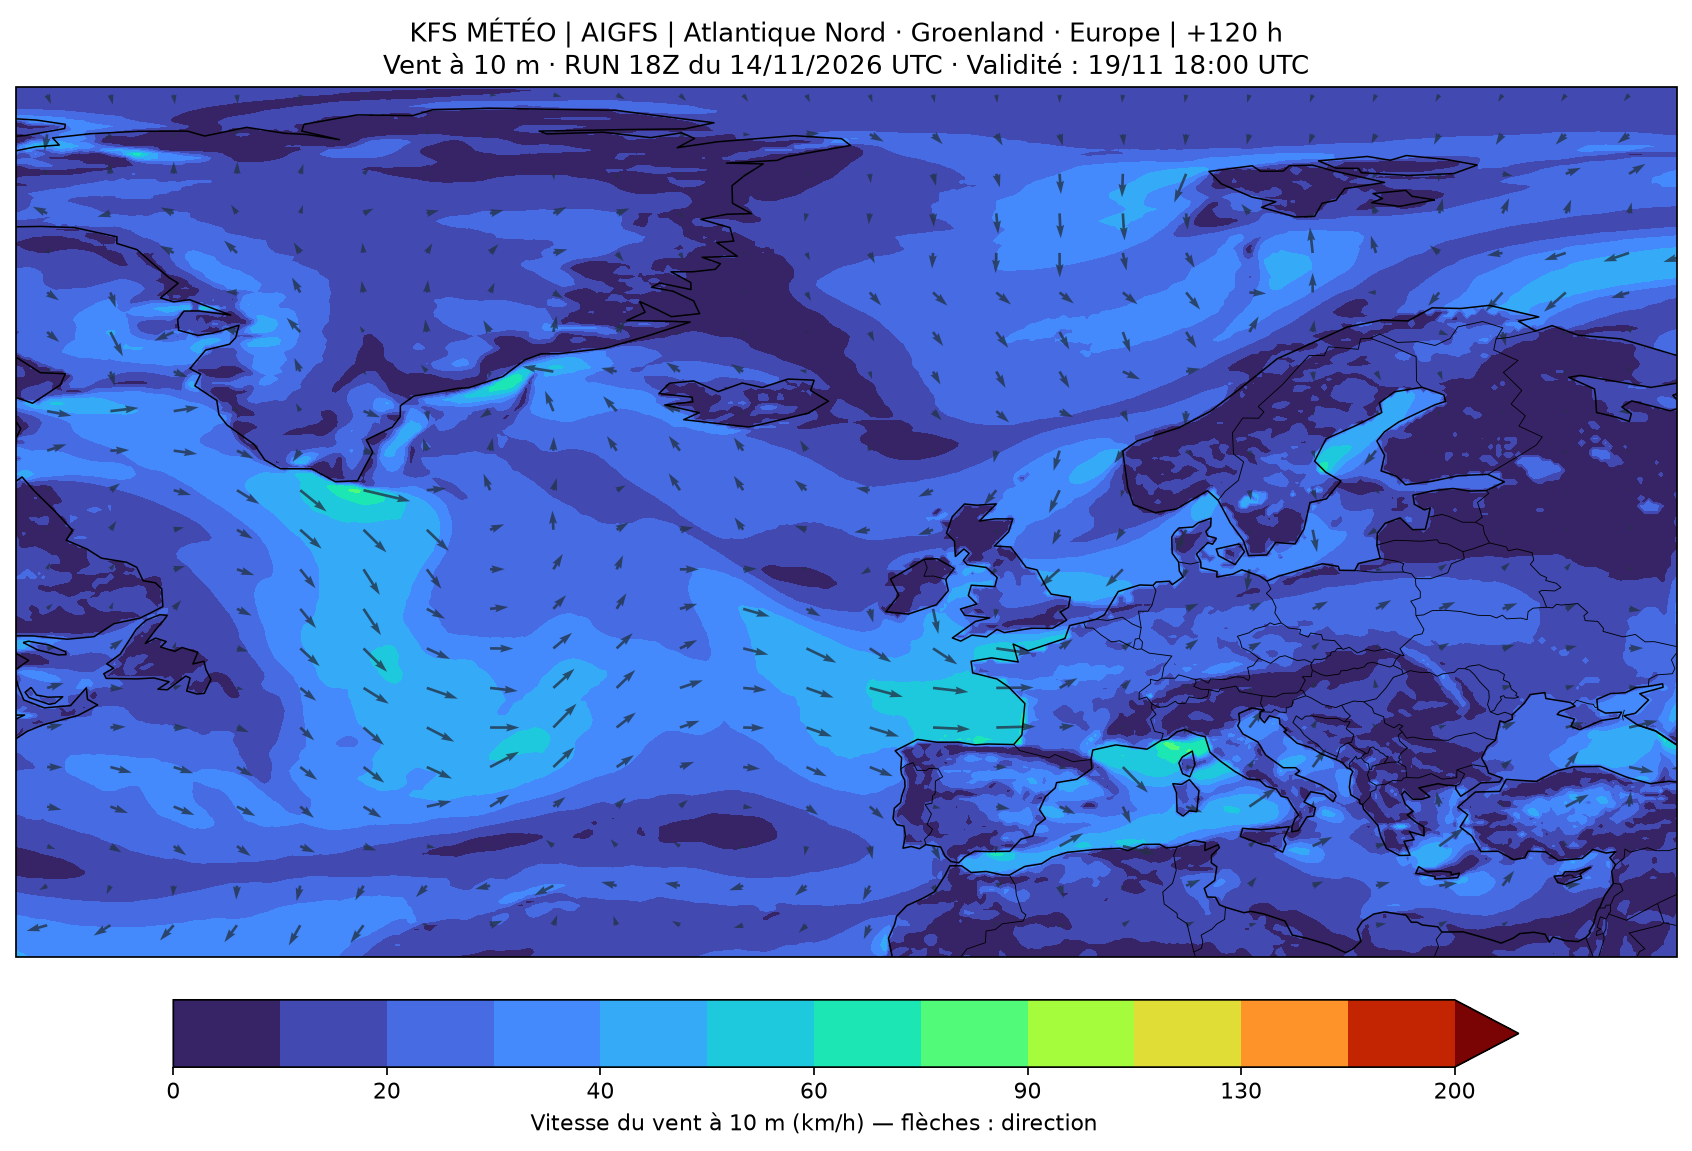 KFS MÉTÉO | AIGFS | Atlantique Nord · Groenland · Europe | +120 h
Vent à 10 m · RUN 18Z du 14/11/2026 UTC · Validité : 19/11 18:00 UTC
0 20 40 60 90 130 200
Vitesse du vent à 10 m (km/h) — flèches : direction